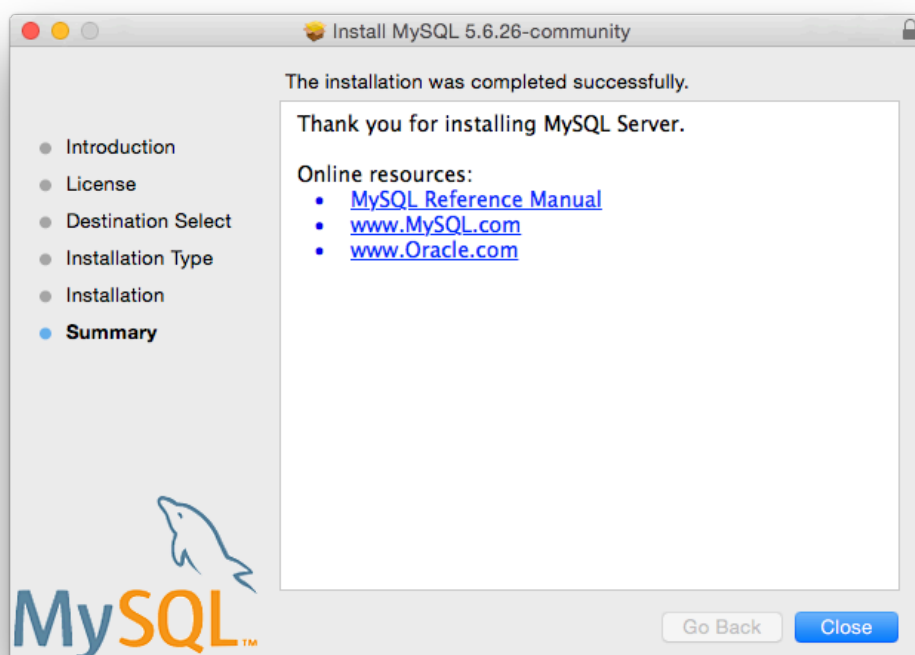 Install MySQL 5.6.26-community
The installation was completed successfully.
Introduction
License
Destination Select
Installation Type
Installation
Summary
Thank you for installing MySQL Server.
Online resources:
• MySQL Reference Manual
• www.MySQL.com
• www.Oracle.com
MySQL™
Go Back
Close